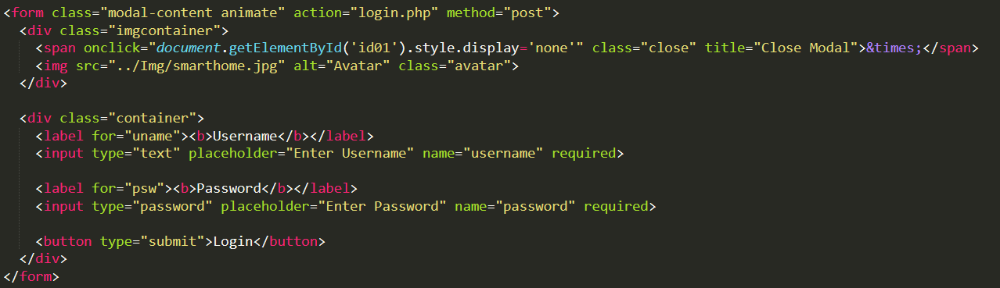 <form class="modal-content animate" action="login.php" method="post">
  <div class="imgcontainer">
    <span onclick="document.getElementById('id01').style.display='none'" class="close" title="Close Modal">&times;</span>
    <img src="../Img/smarthome.jpg" alt="Avatar" class="avatar">
  </div>

  <div class="container">
    <label for="uname"><b>Username</b></label>
    <input type="text" placeholder="Enter Username" name="username" required>

    <label for="psw"><b>Password</b></label>
    <input type="password" placeholder="Enter Password" name="password" required>

    <button type="submit">Login</button>
  </div>
</form>